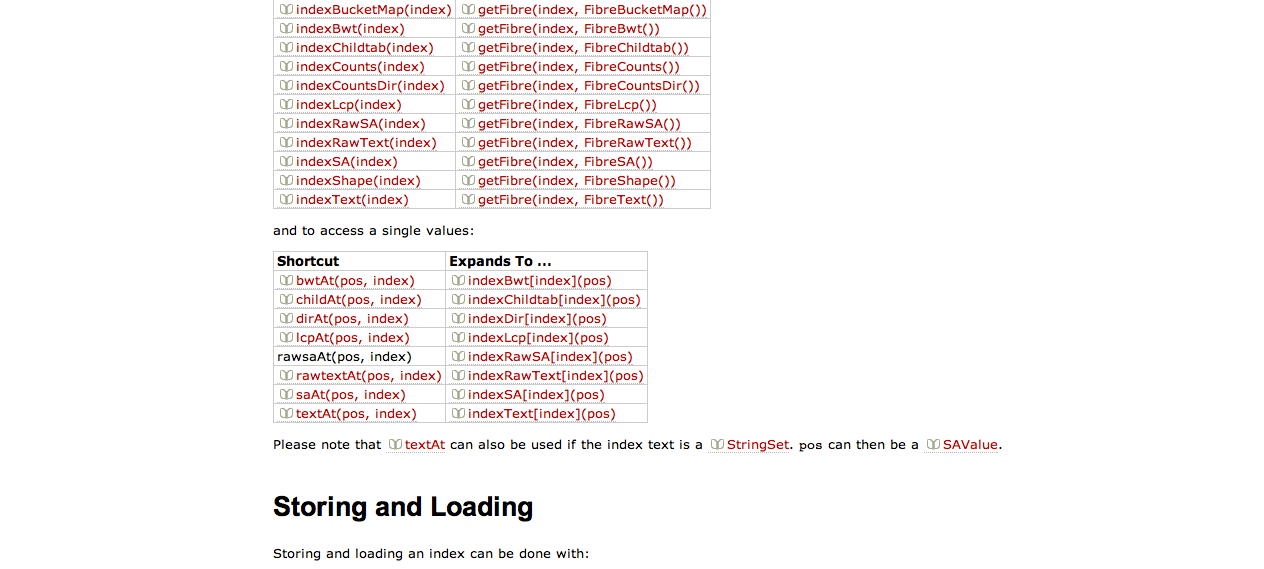 indexBucketMap(index) getFibre(index, FibreBucketMap())
indexBwt(index) getFibre(index, FibreBwt())
indexChildtab(index) getFibre(index, FibreChildtab())
indexCounts(index) getFibre(index, FibreCounts())
indexCountsDir(index) getFibre(index, FibreCountsDir())
indexLcp(index) getFibre(index, FibreLcp())
indexRawSA(index) getFibre(index, FibreRawSA())
indexRawText(index) getFibre(index, FibreRawText())
indexSA(index) getFibre(index, FibreSA())
indexShape(index) getFibre(index, FibreShape())
indexText(index) getFibre(index, FibreText())
and to access a single values:
Shortcut Expands To ...
bwtAt(pos, index) indexBwt[index](pos)
childAt(pos, index) indexChildtab[index](pos)
dirAt(pos, index) indexDir[index](pos)
lcpAt(pos, index) indexLcp[index](pos)
rawsaAt(pos, index) indexRawSA[index](pos)
rawtextAt(pos, index) indexRawText[index](pos)
saAt(pos, index) indexSA[index](pos)
textAt(pos, index) indexText[index](pos)
Please note that textAt can also be used if the index text is a StringSet. pos can then be a SAValue.
Storing and Loading
Storing and loading an index can be done with: